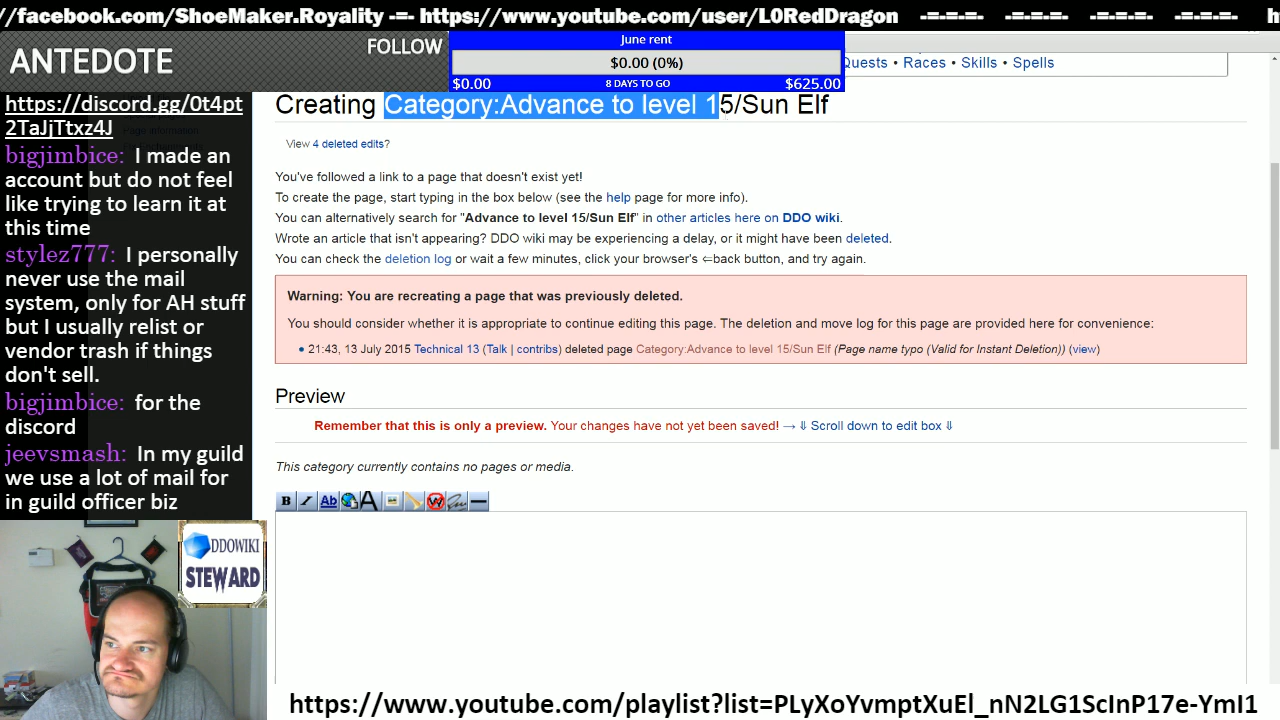 //facebook.com/ShoeMaker.Royality -=- https://www.youtube.com/user/L0RedDragon -=-=-=- -=-=-=- -=-=-=- -=-=-=- h
ANTEDOTE
FOLLOW
June rent
$0.00 (0%)
$0.00 8 DAYS TO GO $625.00
Quests • Races • Skills • Spells
https://discord.gg/0t4pt
2TaJjTtxz4J
Page information
bigjimbice: I made an
account but do not feel
like trying to learn it at
this time
stylez777: I personally
never use the mail
system, only for AH stuff
but I usually relist or
vendor trash if things
don't sell.
bigjimbice: for the
discord
jeevsmash: In my guild
we use a lot of mail for
in guild officer biz
Creating Category:Advance to level 15/Sun Elf
View 4 deleted edits?
You've followed a link to a page that doesn't exist yet!
To create the page, start typing in the box below (see the help page for more info).
You can alternatively search for "Advance to level 15/Sun Elf" in other articles here on DDO wiki.
Wrote an article that isn't appearing? DDO wiki may be experiencing a delay, or it might have been deleted.
You can check the deletion log or wait a few minutes, click your browser's ⇐back button, and try again.
Warning: You are recreating a page that was previously deleted.
You should consider whether it is appropriate to continue editing this page. The deletion and move log for this page are provided here for convenience:
• 21:43, 13 July 2015 Technical 13 (Talk | contribs) deleted page Category:Advance to level 15/Sun Elf (Page name typo (Valid for Instant Deletion)) (view)
Preview
Remember that this is only a preview. Your changes have not yet been saved! → ⇓ Scroll down to edit box ⇓
This category currently contains no pages or media.
B I Ab A W
DDOWIKI
STEWARD
https://www.youtube.com/playlist?list=PLyXoYvmptXuEl_nN2LG1ScInP17e-YmI1